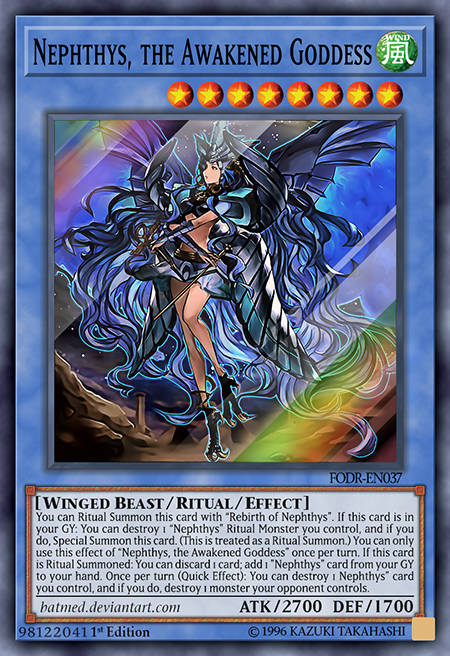 NEPHTHYS, THE AWAKENED GODDESS
WIND
風
FODR-EN037
[WINGED BEAST/RITUAL/EFFECT]
You can Ritual Summon this card with "Rebirth of Nephthys". If this card is in
your GY: You can destroy 1 "Nephthys" Ritual Monster you control, and if you
do, Special Summon this card. (This is treated as a Ritual Summon.) You can only
use this effect of "Nephthys, the Awakened Goddess" once per turn. If this card
is Ritual Summoned: You can discard 1 card; add 1 "Nephthys" card from your GY
to your hand. Once per turn (Quick Effect): You can destroy 1 Nephthys" card
you control, and if you do, destroy 1 monster your opponent controls.
batmed.deviantart.com ATK/2700 DEF/1700
981220411 1st Edition ©1996 KAZUKI TAKAHASHI